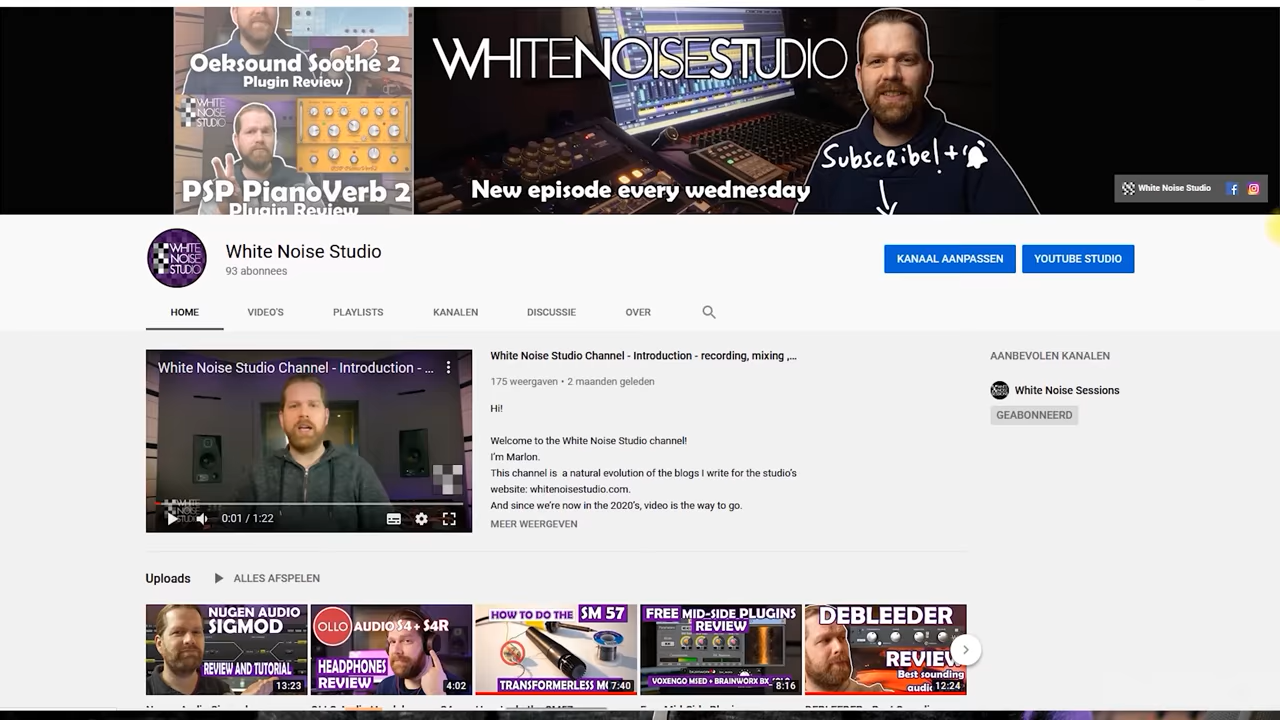 Oeksound Soothe 2
Plugin Review
WHITE NOISE STUDIO
PSP PianoVerb 2
Plugin Review
WHITENOISESTUDIO
New episode every wednesday
Subscribe! +
White Noise Studio
WHITE NOISE STUDIO
White Noise Studio
93 abonnees
KANAAL AANPASSEN
YOUTUBE STUDIO
HOME
VIDEO'S
PLAYLISTS
KANALEN
DISCUSSIE
OVER
White Noise Studio Channel - Introduction - ...
0:01 / 1:22
White Noise Studio Channel - Introduction - recording, mixing ,...
175 weergaven • 2 maanden geleden
Hi!
Welcome to the White Noise Studio channel!
I'm Marlon.
This channel is a natural evolution of the blogs I write for the studio's
website: whitenoisestudio.com.
And since we're now in the 2020's, video is the way to go.
MEER WEERGEVEN
AANBEVOLEN KANALEN
White Noise Sessions
GEABONNEERD
Uploads
ALLES AFSPELEN
NUGEN AUDIO
SIGMOD
REVIEW AND TUTORIAL
13:23
OLLO AUDIO S4 + S4R
HEADPHONES
REVIEW
4:02
HOW TO DO THE SM 57
TRANSFORMERLESS
7:40
FREE MID-SIDE PLUGINS
REVIEW
VOXENGO MSED + BRAINWORX BX_SOLO
8:16
DEBLEEDER
REVIEW
Best sounding
12:24